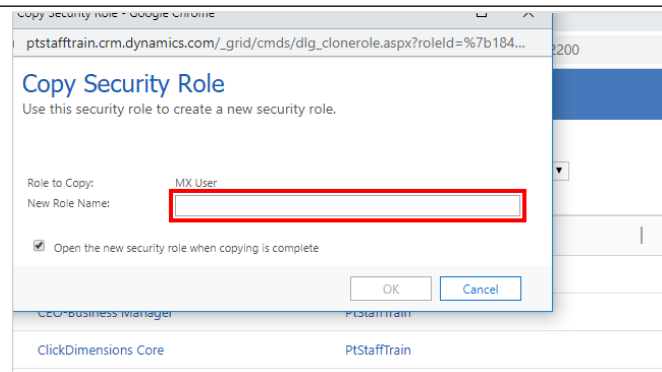 Copy Security Role - Google Chrome
ptstafftrain.crm.dynamics.com/_grid/cmds/dlg_clonerole.aspx?roleId=%7b184...
2200
Copy Security Role
Use this security role to create a new security role.
Role to Copy: MX User
New Role Name:
Open the new security role when copying is complete
OK Cancel
CEO-Business Manager PtStaffTrain
ClickDimensions Core PtStaffTrain